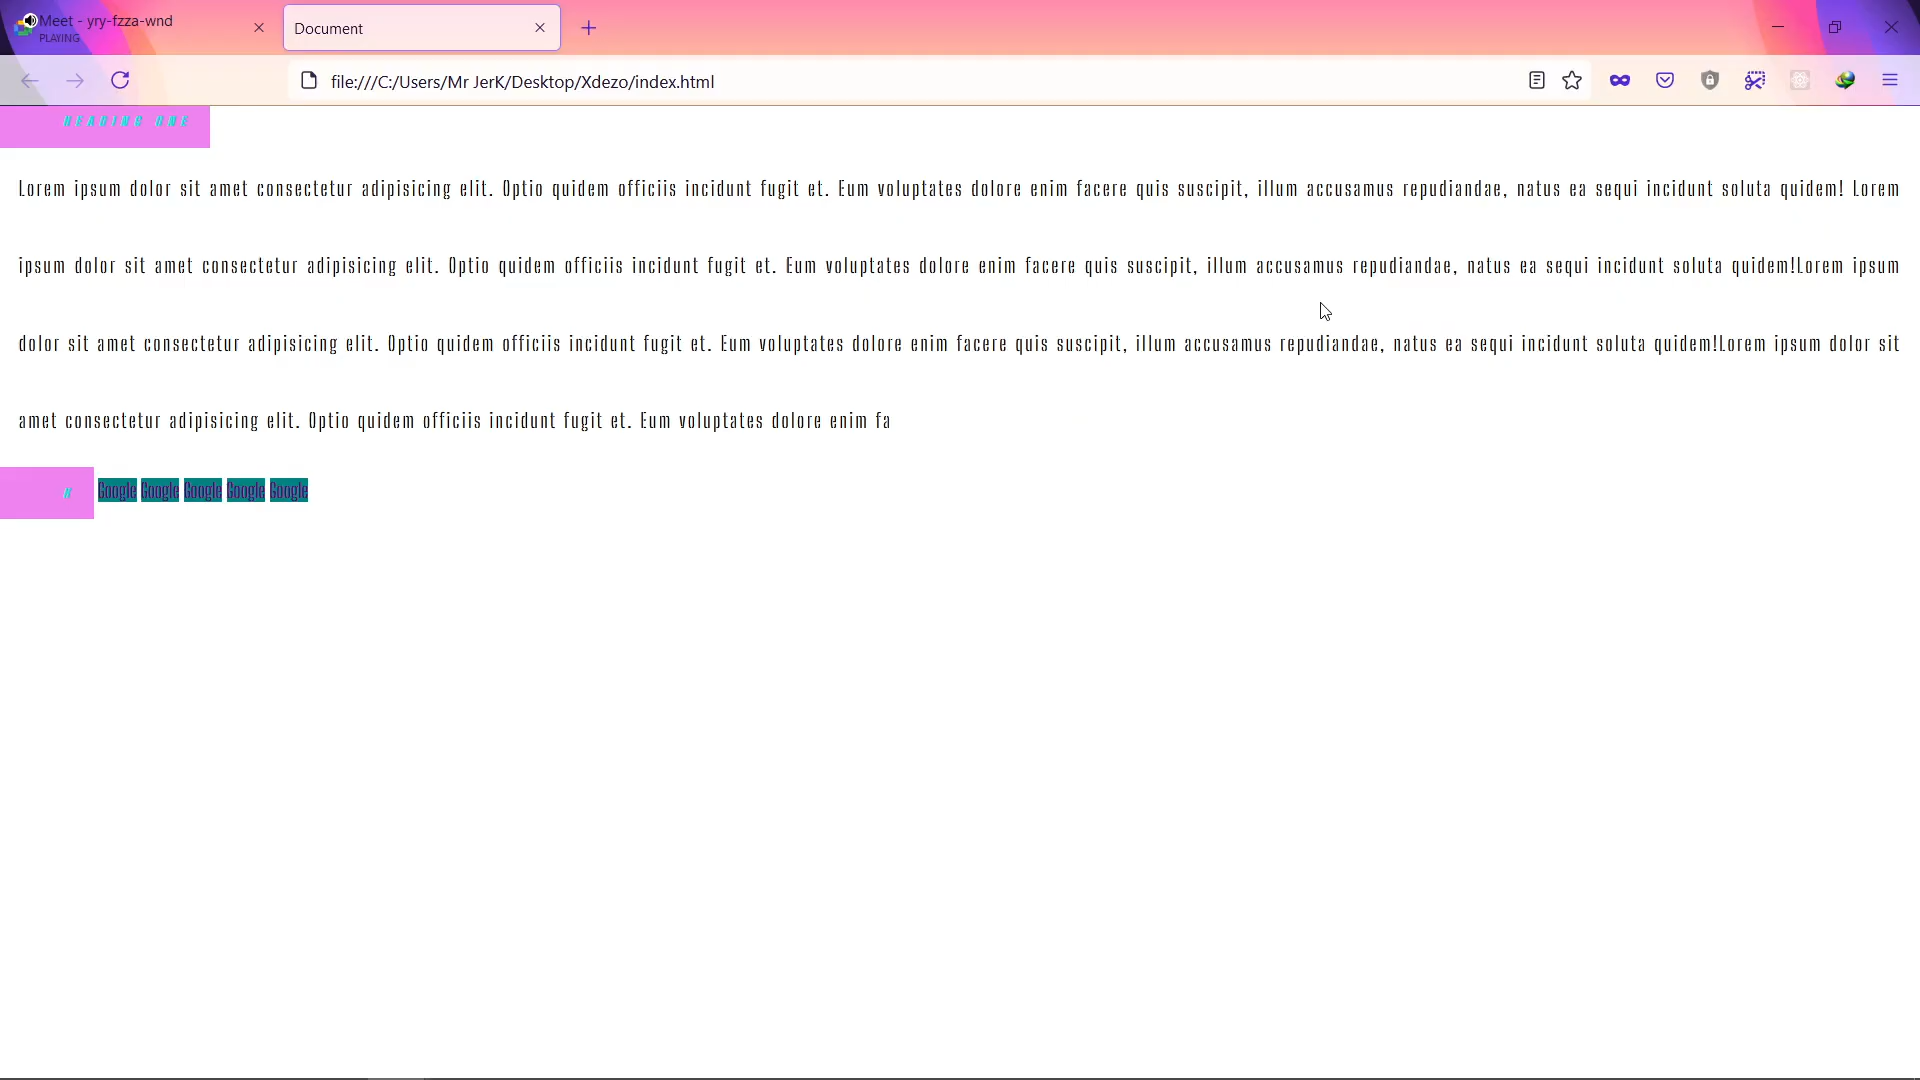 Meet - yry-fzza-wnd
PLAYING
Document
file:///C:/Users/Mr JerK/Desktop/Xdezo/index.html
HEADING ONE
Lorem ipsum dolor sit amet consectetur adipisicing elit. Optio quidem officiis incidunt fugit et. Eum voluptates dolore enim facere quis suscipit, illum accusamus repudiandae, natus ea sequi incidunt soluta quidem! Lorem
ipsum dolor sit amet consectetur adipisicing elit. Optio quidem officiis incidunt fugit et. Eum voluptates dolore enim facere quis suscipit, illum accusamus repudiandae, natus ea sequi incidunt soluta quidem!Lorem ipsum
dolor sit amet consectetur adipisicing elit. Optio quidem officiis incidunt fugit et. Eum voluptates dolore enim facere quis suscipit, illum accusamus repudiandae, natus ea sequi incidunt soluta quidem!Lorem ipsum dolor sit
amet consectetur adipisicing elit. Optio quidem officiis incidunt fugit et. Eum voluptates dolore enim fa
H Google Google Google Google Google